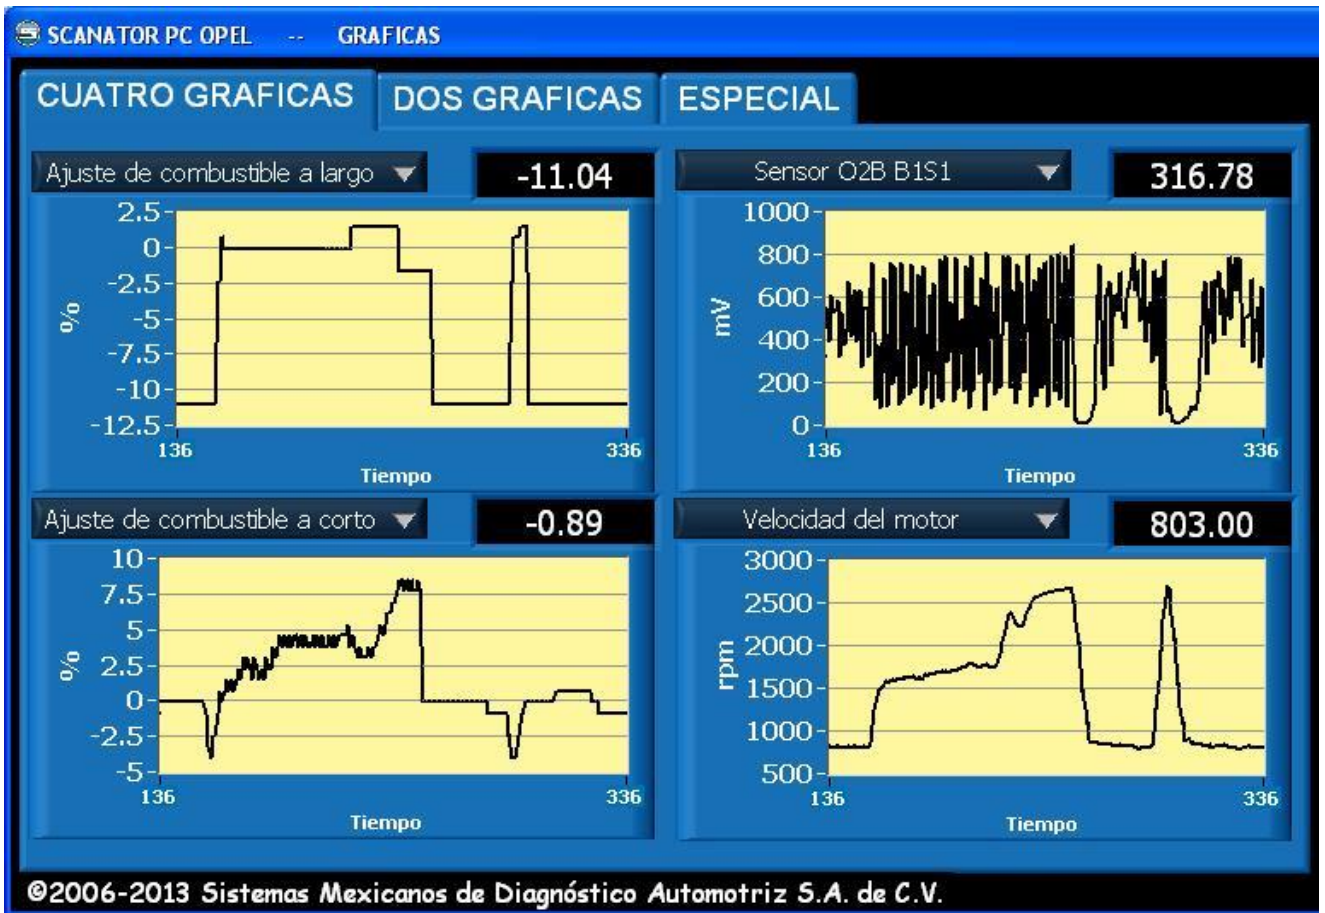 SCANATOR PC OPEL -- GRAFICAS
CUATRO GRAFICAS DOS GRAFICAS ESPECIAL
Ajuste de combustible a largo -11.04
2.5
0
-2.5
-5
-7.5
-10
-12.5
%
136 336
Tiempo
Sensor O2B B1S1 316.78
1000
800
600
400
200
0
mV
136 336
Tiempo
Ajuste de combustible a corto -0.89
10
7.5
5
2.5
0
-2.5
-5
%
136 336
Tiempo
Velocidad del motor 803.00
3000
2500
2000
1500
1000
500
rpm
136 336
Tiempo
©2006-2013 Sistemas Mexicanos de Diagnóstico Automotriz S.A. de C.V.